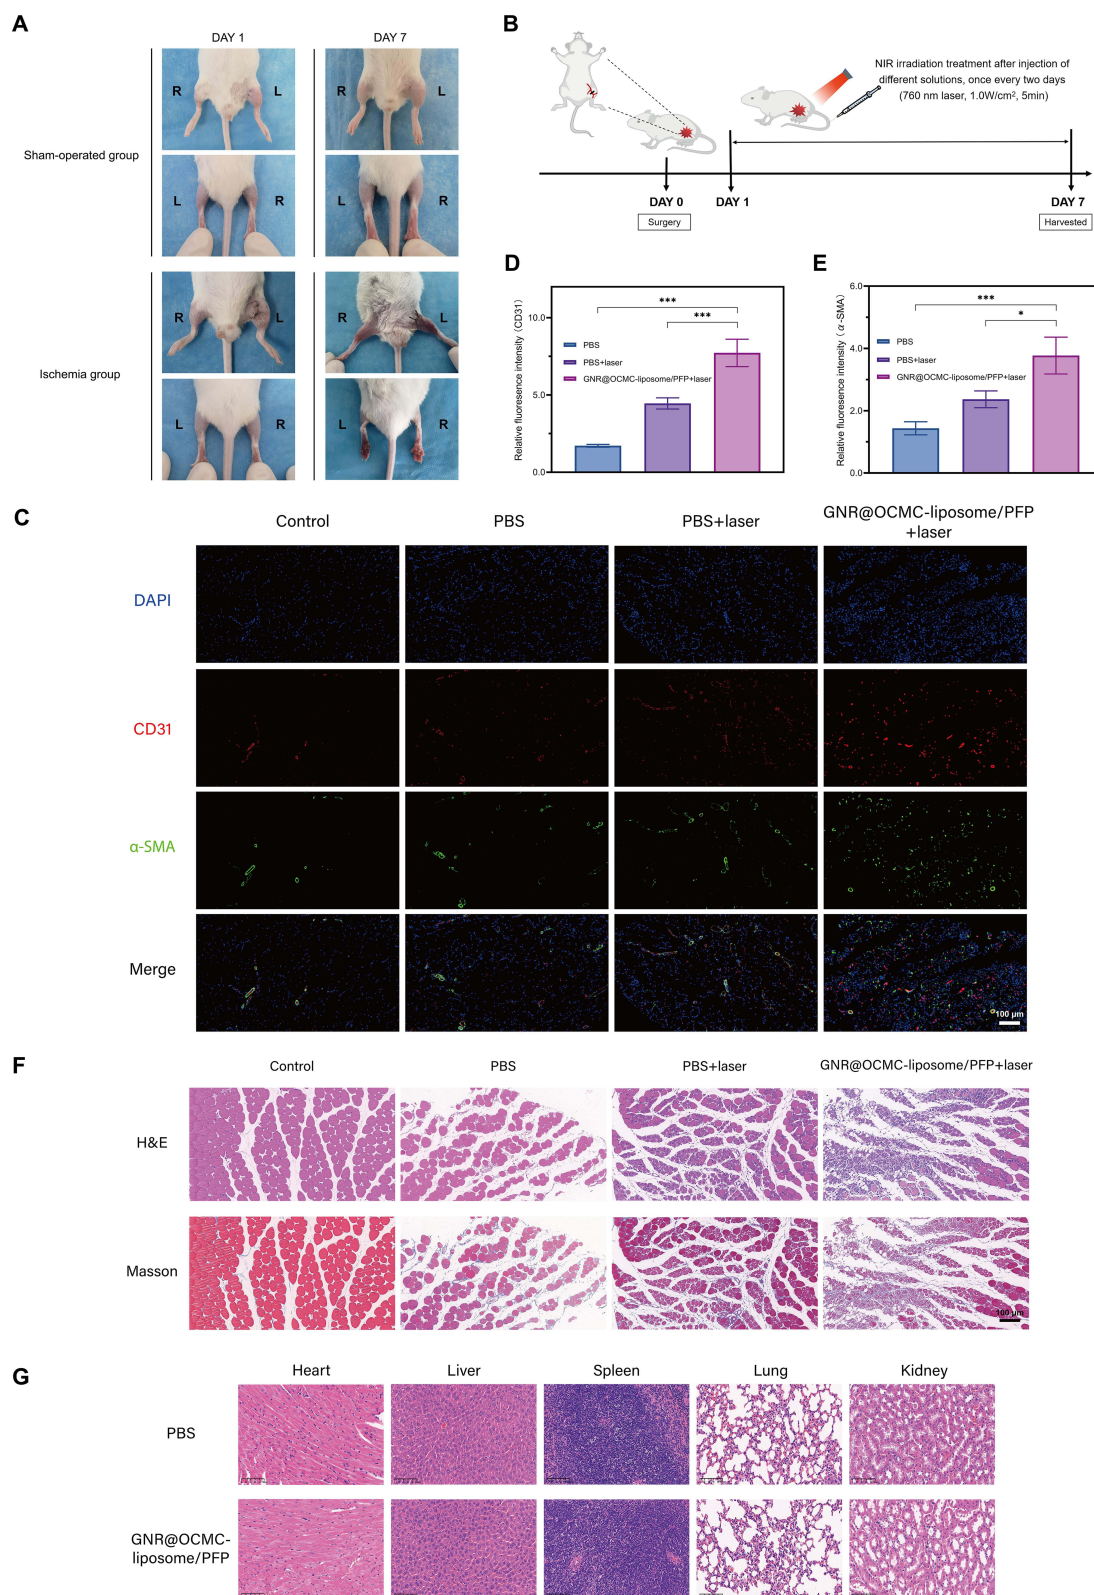 A
DAY 1
DAY 7
R
L
R
L
Sham-operated group
L
R
L
R
R
L
R
L
Ischemia group
L
R
L
R
B
NIR irradiation treatment after injection of
different solutions, once every two days
(760 nm laser, 1.0W/cm², 5min)
DAY 0
DAY 1
DAY 7
Surgery
Harvested
D
Relative fluoresence intensity (CD31)
10.0
5.0
0.0
***
***
PBS
PBS+laser
GNR@OCMC-liposome/PFP+laser
E
Relative fluoresence intensity (α-SMA)
6.0
4.0
2.0
0.0
***
*
PBS
PBS+laser
GNR@OCMC-liposome/PFP+laser
C
Control
PBS
PBS+laser
GNR@OCMC-liposome/PFP
+laser
DAPI
CD31
α-SMA
Merge
100 μm
F
Control
PBS
PBS+laser
GNR@OCMC-liposome/PFP+laser
H&E
Masson
100 μm
G
Heart
Liver
Spleen
Lung
Kidney
PBS
GNR@OCMC-
liposome/PFP